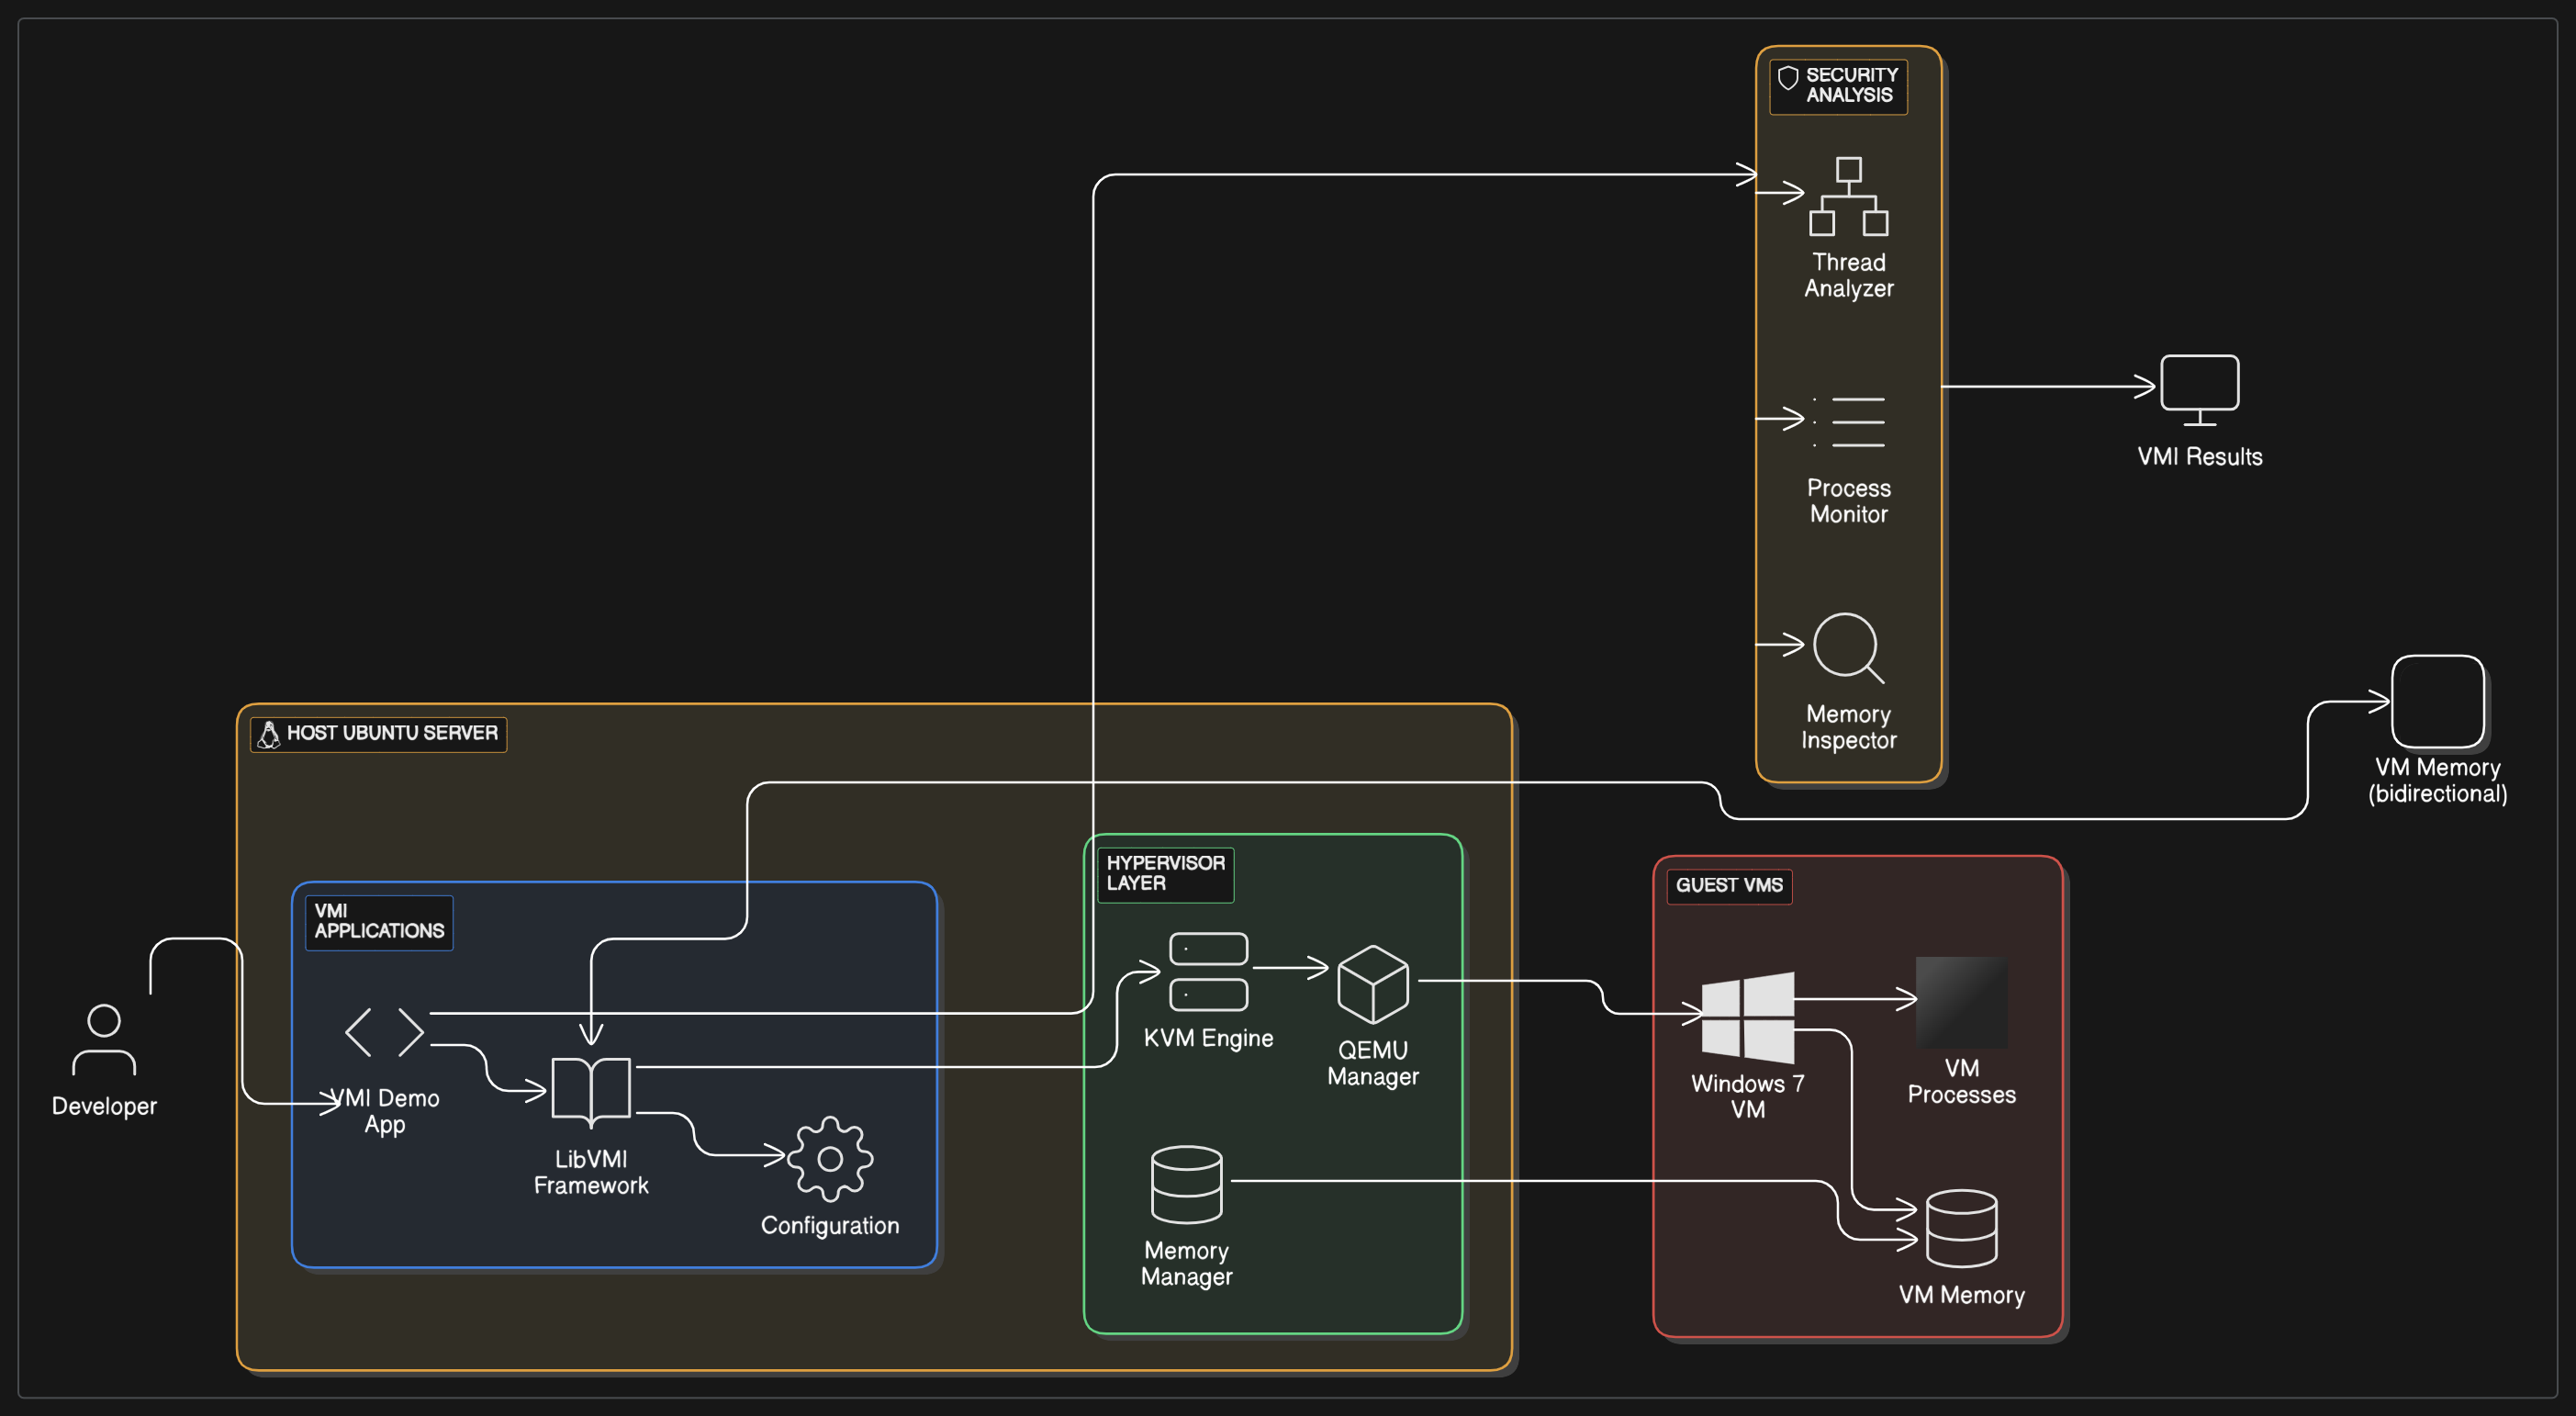 SECURITY
ANALYSIS
Thread
Analyzer
Process
Monitor
Memory
Inspector
VMI Results
VM Memory
(bidirectional)
HOST UBUNTU SERVER
VMI
APPLICATIONS
Developer
VMI Demo
App
LibVMI
Framework
Configuration
HYPERVISOR
LAYER
KVM Engine
QEMU
Manager
Memory
Manager
GUEST VMS
Windows 7
VM
VM
Processes
VM Memory